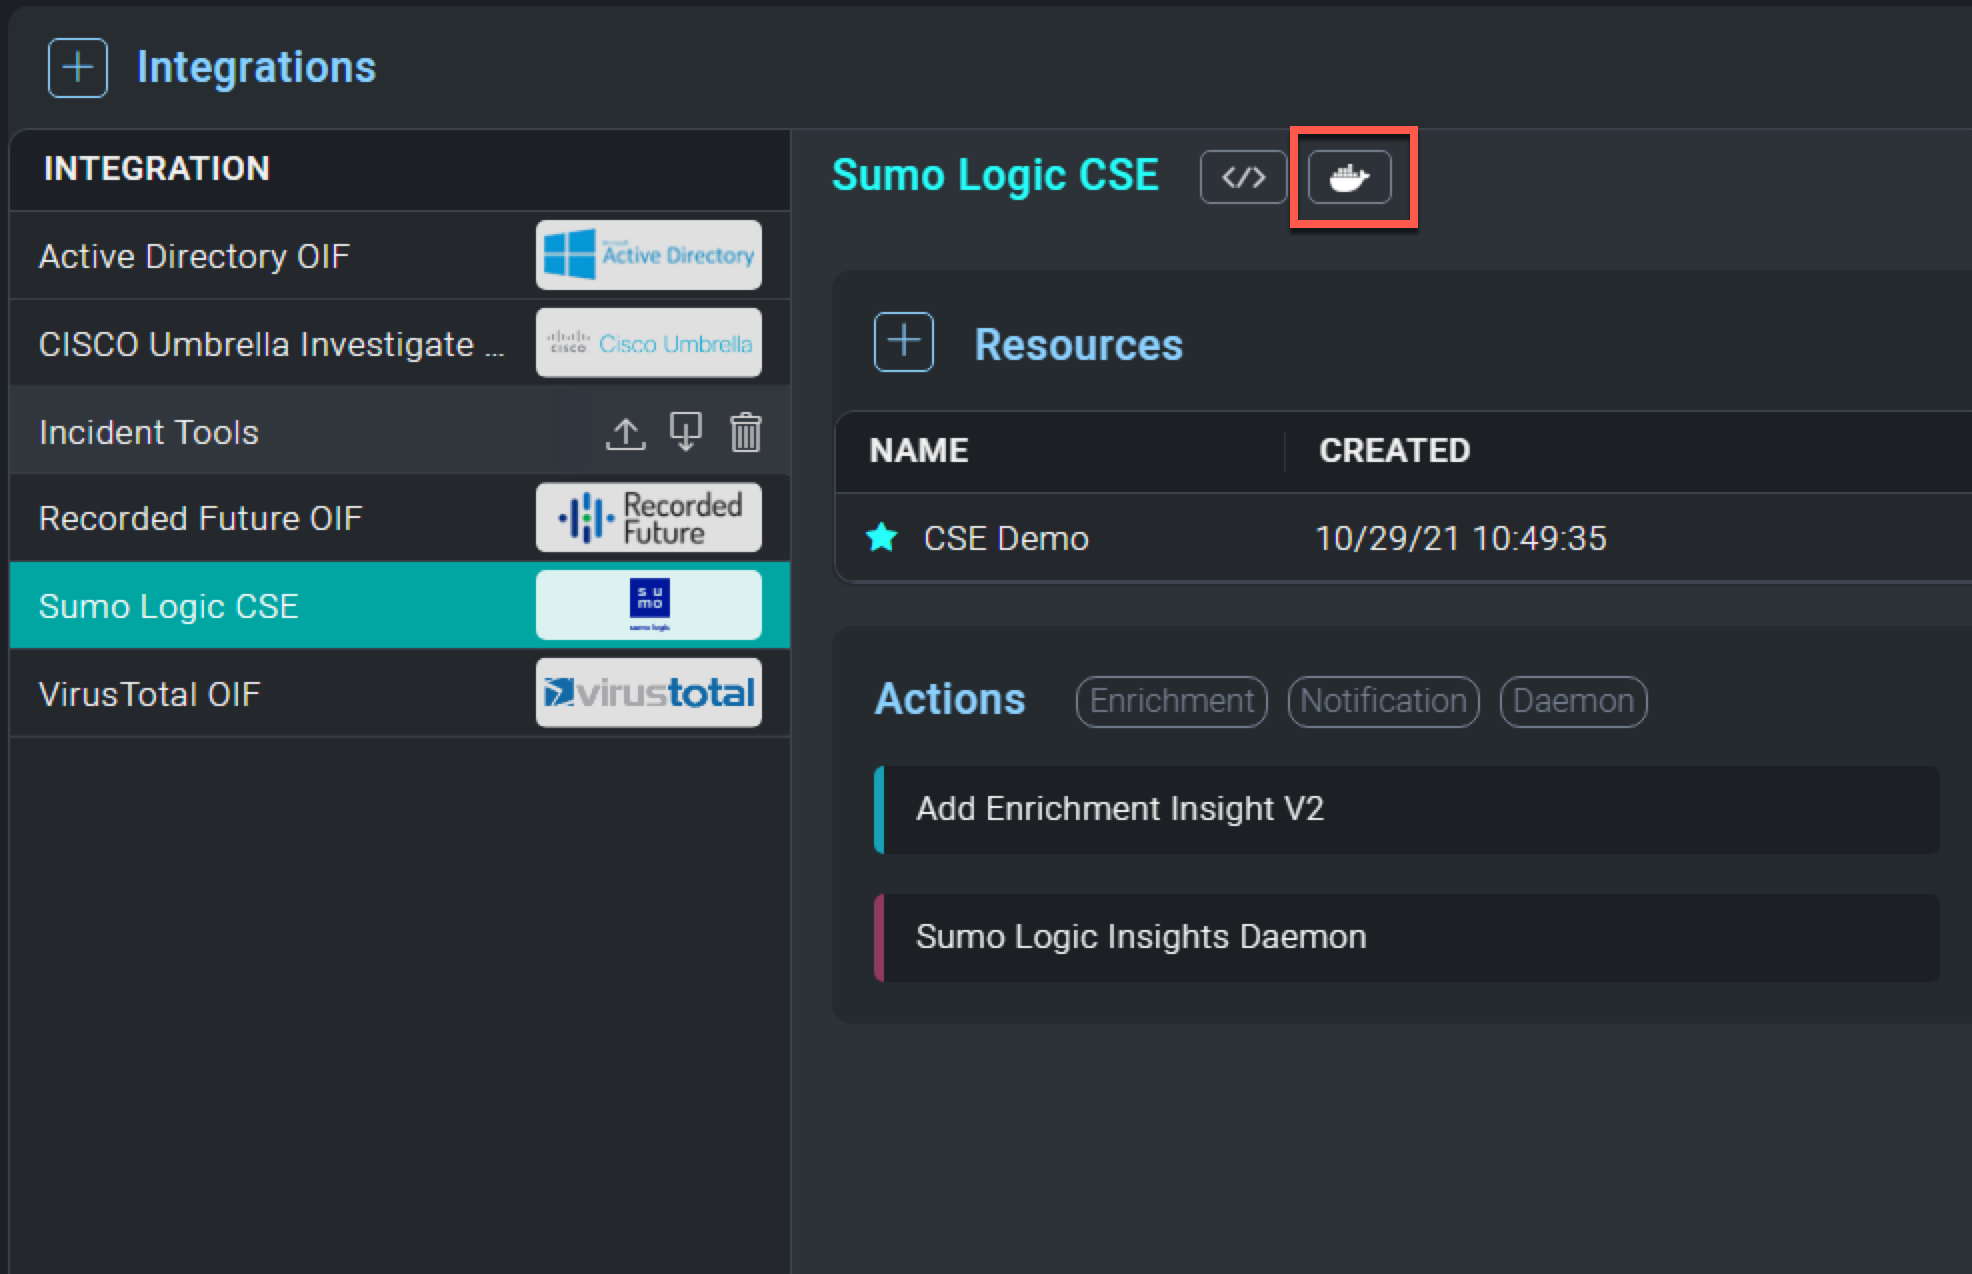 Integrations
INTEGRATION
Active Directory OIF
Active Directory
CISCO Umbrella Investigate ...
cisco Cisco Umbrella
Incident Tools
Recorded Future OIF
Recorded
Future
Sumo Logic CSE
su
mo
sumo logic
VirusTotal OIF
virustotal
Sumo Logic CSE </>
Resources
NAME CREATED
CSE Demo 10/29/21 10:49:35
Actions Enrichment Notification Daemon
Add Enrichment Insight V2
Sumo Logic Insights Daemon